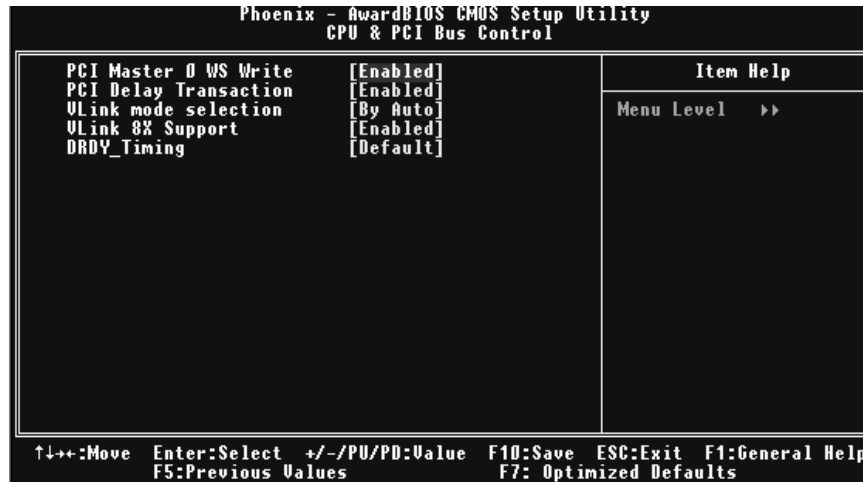 Phoenix - AwardBIOS CMOS Setup Utility
CPU & PCI Bus Control
PCI Master 0 WS Write [Enabled]
PCI Delay Transaction [Enabled]
VLink mode selection [By Auto]
VLink 8X Support [Enabled]
DRDY_Timing [Default]
Item Help
Menu Level ▸▸
↑↓→←:Move Enter:Select +/-/PU/PD:Value F10:Save ESC:Exit F1:General Help
F5:Previous Values F7: Optimized Defaults